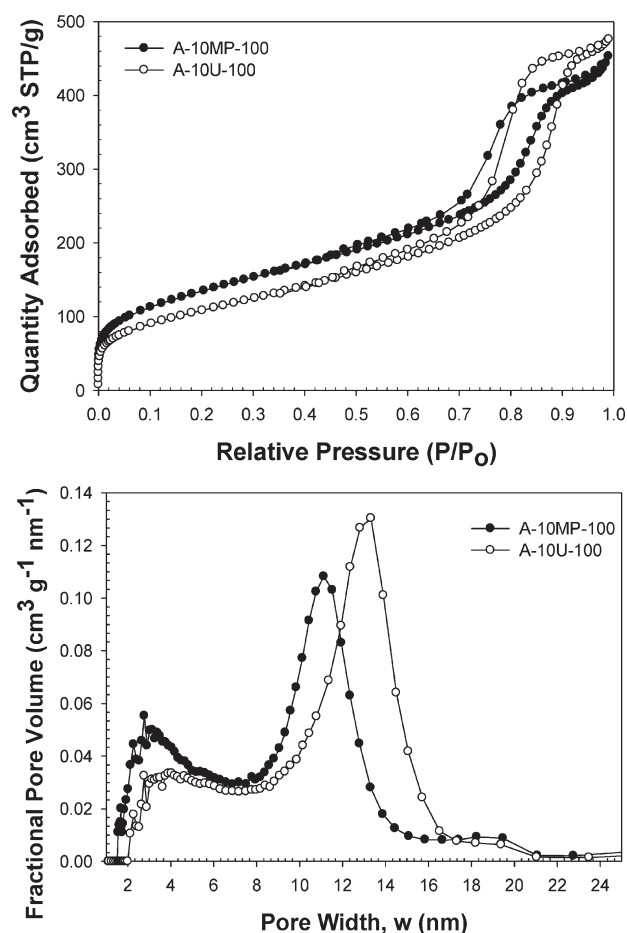 500
400
300
200
100
0
Quantity Adsorbed (cm³ STP/g)
A-10MP-100
A-10U-100
0.0 0.1 0.2 0.3 0.4 0.5 0.6 0.7 0.8 0.9 1.0
Relative Pressure (P/Po)
0.14
0.12
0.10
0.08
0.06
0.04
0.02
0.00
Fractional Pore Volume (cm³ g⁻¹ nm⁻¹)
A-10MP-100
A-10U-100
2 4 6 8 10 12 14 16 18 20 22 24
Pore Width, w (nm)